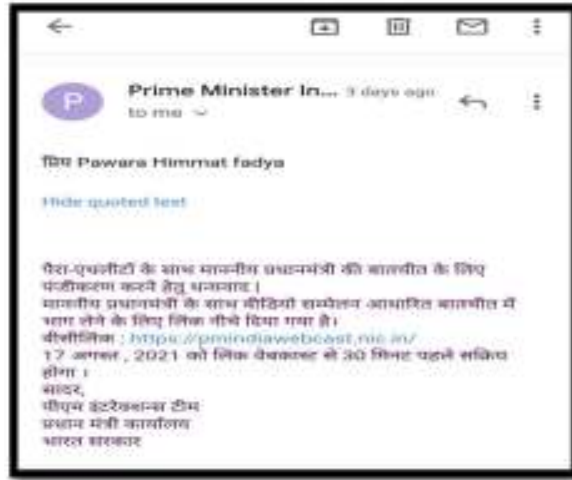 P
Prime Minister In... 3 days ago
to me
प्रिय Pawara Himmat fadya
Hide quoted text
पैरा-एथलीटों के साथ माननीय प्रधानमंत्री की बातचीत के लिए
पंजीकरण करने हेतु धन्यवाद ।
माननीय प्रधानमंत्री के साथ वीडियो सम्मेलन आधारित बातचीत में
भाग लेने के लिए लिंक नीचे दिया गया है।
वीसीलिंक : https://pmindiawebcast.nic.in/
17 अगस्त , 2021 को लिंक वेबकास्ट से 30 मिनट पहले सक्रिय
होगा ।
सादर,
पीएम इंटरेक्शन्स टीम
प्रधान मंत्री कार्यालय
भारत सरकार